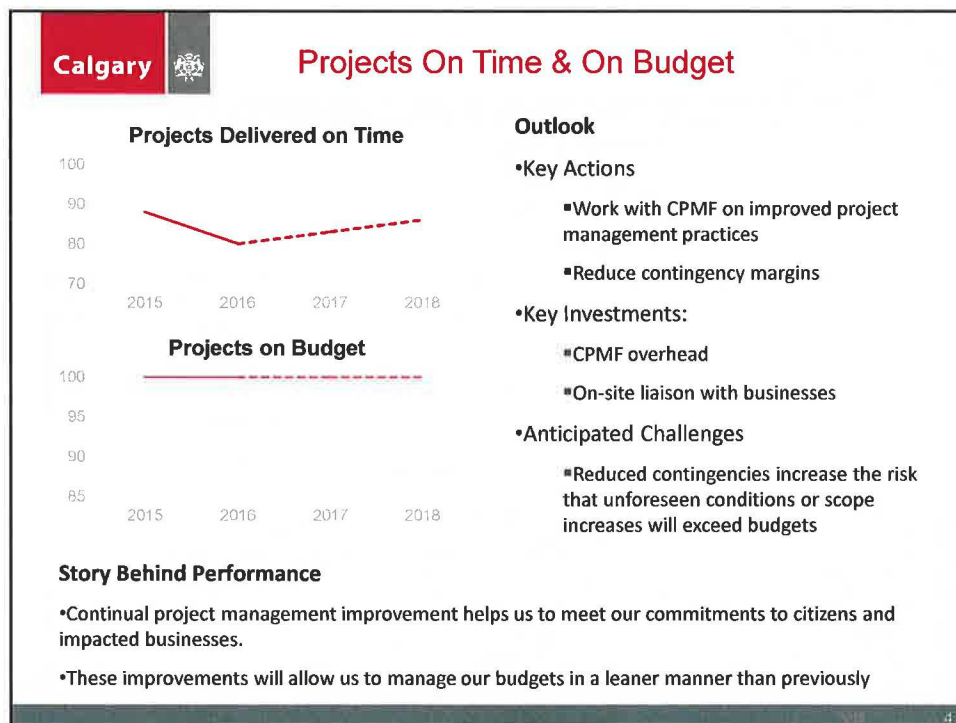 Calgary
Projects On Time & On Budget
Projects Delivered on Time
100
90
80
70
2015 2016 2017 2018
Projects on Budget
100
95
90
85
2015 2016 2017 2018
Outlook
•Key Actions
▪Work with CPMF on improved project
management practices
▪Reduce contingency margins
•Key Investments:
▪CPMF overhead
▪On-site liaison with businesses
•Anticipated Challenges
▪Reduced contingencies increase the risk
that unforeseen conditions or scope
increases will exceed budgets
Story Behind Performance
•Continual project management improvement helps us to meet our commitments to citizens and
impacted businesses.
•These improvements will allow us to manage our budgets in a leaner manner than previously
4